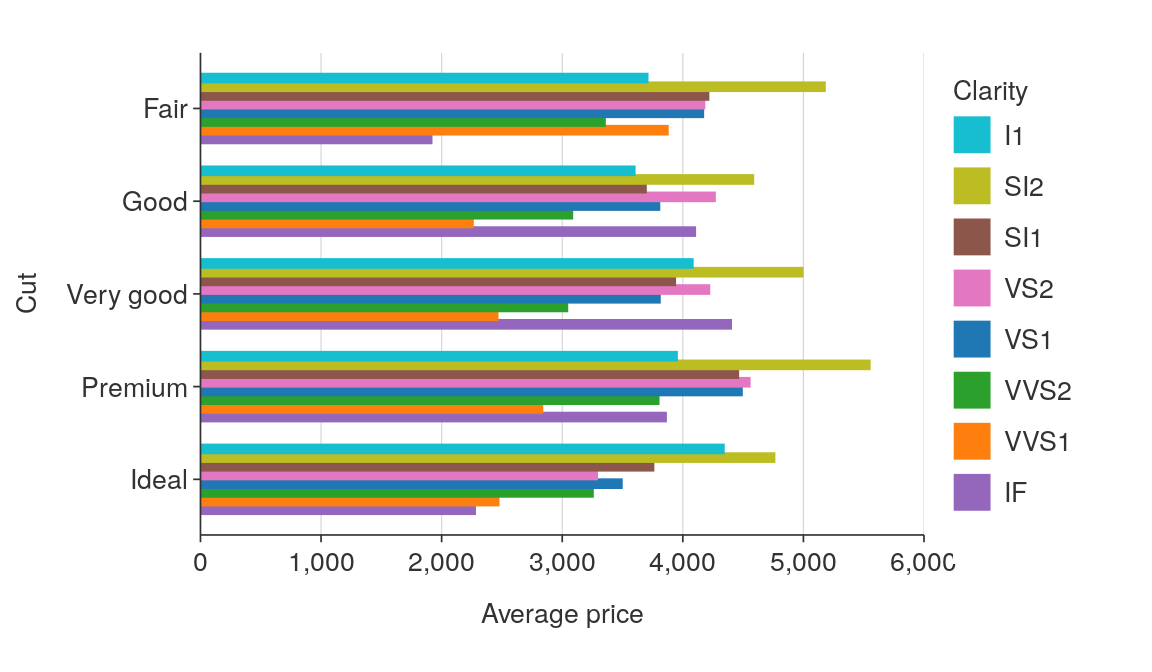 Clarity
I1
SI2
SI1
VS2
VS1
VVS2
VVS1
IF
Cut
Fair
Good
Very good
Premium
Ideal
0 1,000 2,000 3,000 4,000 5,000 6,000
Average price